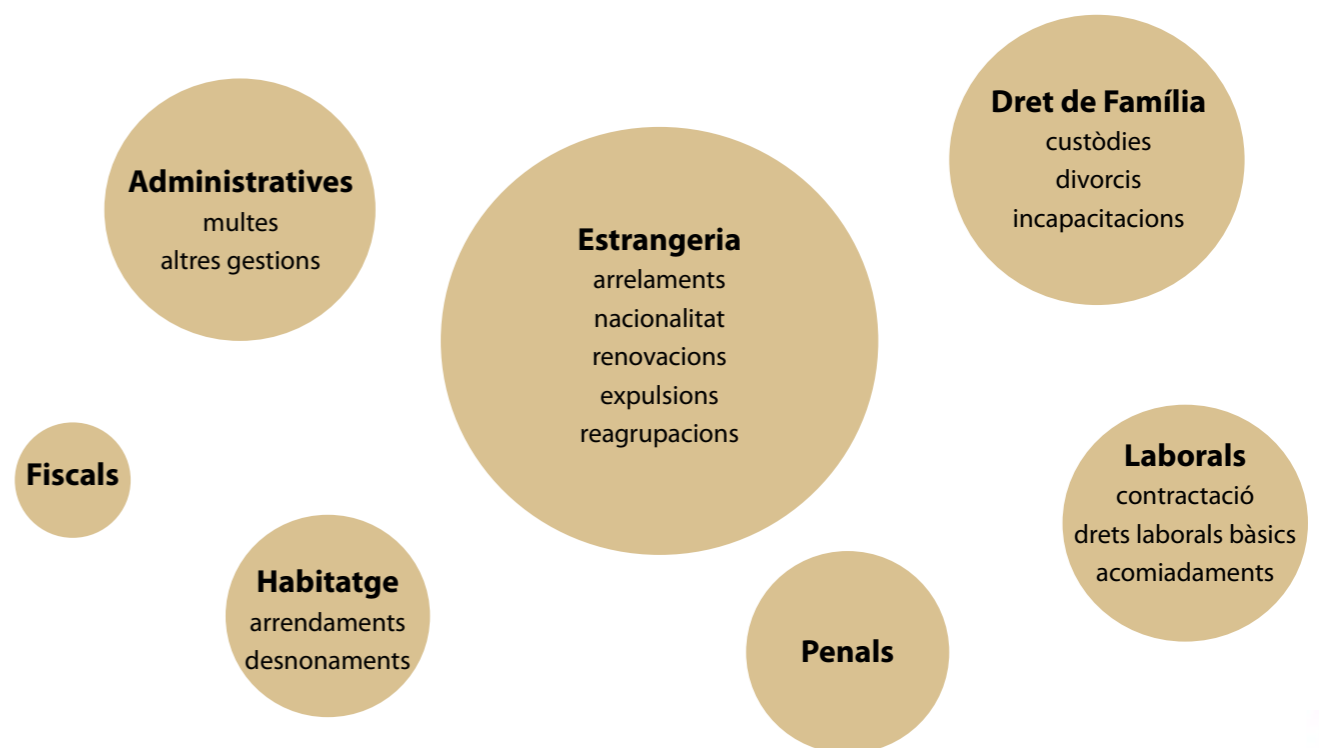 Administratives
multes
altres gestions
Estrangeria
arrelaments
nacionalitat
renovacions
expulsions
reagrupacions
Dret de Família
custòdies
divorcis
incapacitacions
Fiscals
Habitatge
arrendaments
desnonaments
Penals
Laborals
contractació
drets laborals bàsics
acomiadaments